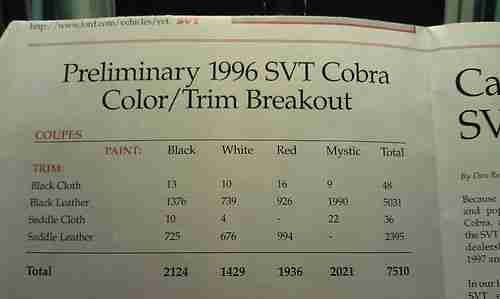 http://www.ford.com/vehicles/svt SVT
Preliminary 1996 SVT Cobra
Color/Trim Breakout
COUPES
PAINT: Black White Red Mystic Total
TRIM:
Black Cloth 13 10 16 9 48
Black Leather 1376 739 926 1990 5031
Saddle Cloth 10 4 - 22 36
Saddle Leather 725 676 994 - 2395
Total 2124 1429 1936 2021 7510
Ca
SV
By Dan
Because
and pop
Cobra,
the SVT
dealers
1997 an
In our
SVT